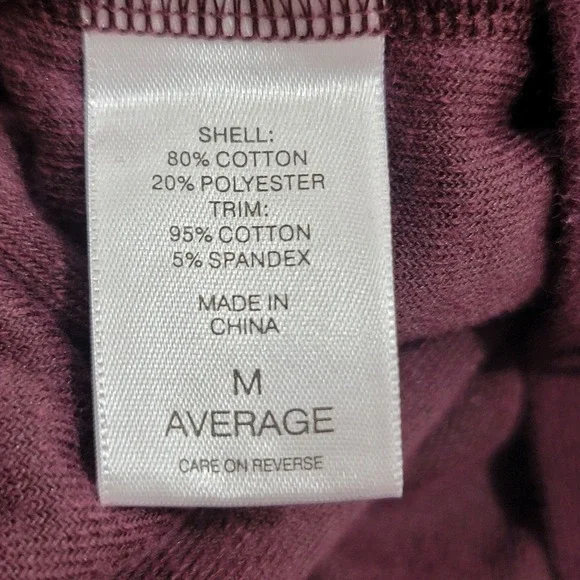 SHELL:
80% COTTON
20% POLYESTER
TRIM:
95% COTTON
5% SPANDEX
MADE IN
CHINA
M
AVERAGE
CARE ON REVERSE